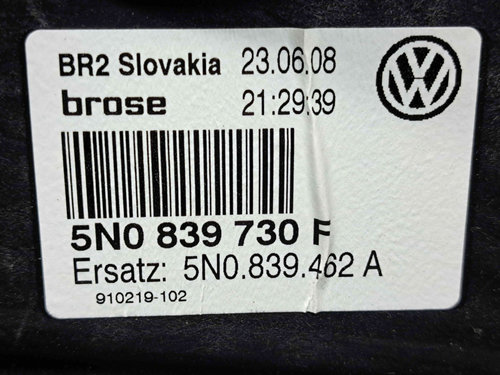 BR2 Slovakia 23.06.08
brose 21:29:39
5N0 839 730 F
Ersatz: 5N0.839.462 A
910219-102